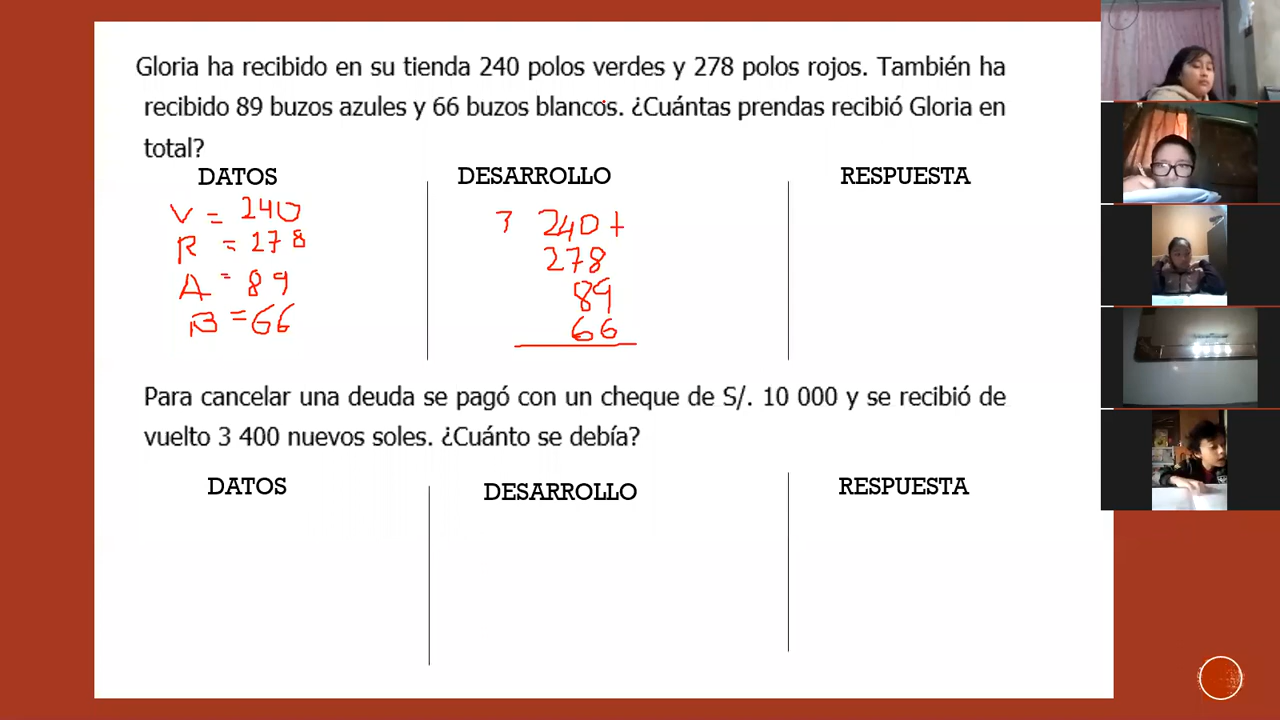 Gloria ha recibido en su tienda 240 polos verdes y 278 polos rojos. También ha
recibido 89 buzos azules y 66 buzos blancos. ¿Cuántas prendas recibió Gloria en
total?
DATOS
V = 240
R = 278
A = 89
B = 66
DESARROLLO
240+
278
89
66
RESPUESTA
Para cancelar una deuda se pagó con un cheque de S/. 10 000 y se recibió de
vuelto 3 400 nuevos soles. ¿Cuánto se debía?
DATOS
DESARROLLO
RESPUESTA